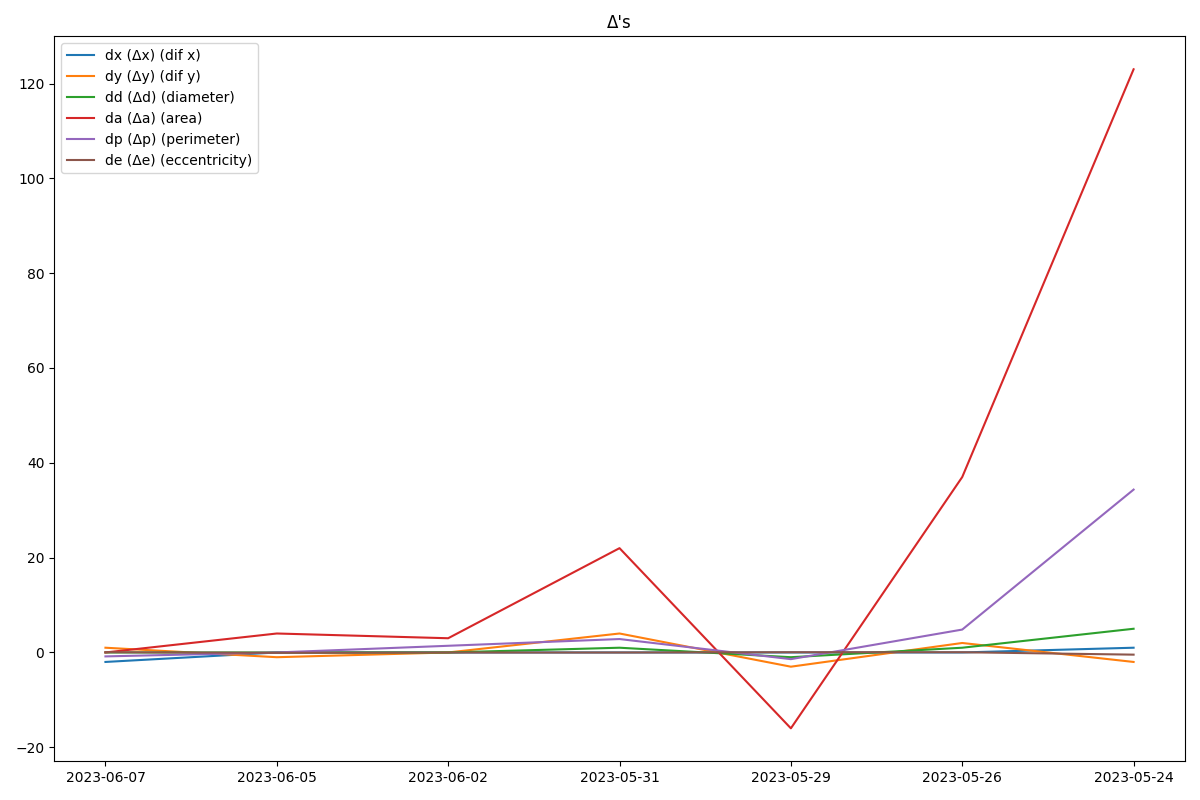 Δ's
dx (Δx) (dif x)
dy (Δy) (dif y)
dd (Δd) (diameter)
da (Δa) (area)
dp (Δp) (perimeter)
de (Δe) (eccentricity)
120
100
80
60
40
20
0
−20
2023-06-07 2023-06-05 2023-06-02 2023-05-31 2023-05-29 2023-05-26 2023-05-24